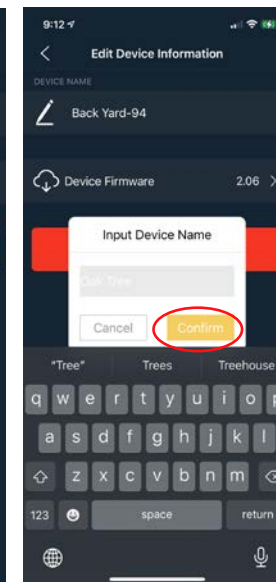 9:12
Edit Device Information
DEVICE NAME
Back Yard-94
Device Firmware 2.06
Input Device Name
Oak Tree
Cancel Confirm
"Tree" Trees Treehouse
q w e r t y u i o p
a s d f g h j k l
z x c v b n m
123 space return